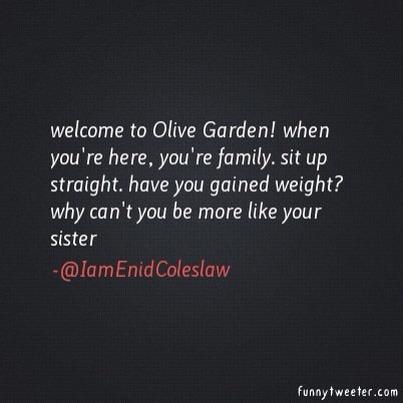 welcome to Olive Garden! when
you're here, you're family. sit up
straight. have you gained weight?
why can't you be more like your
sister
-@IamEnidColeslaw
funnytweeter.com